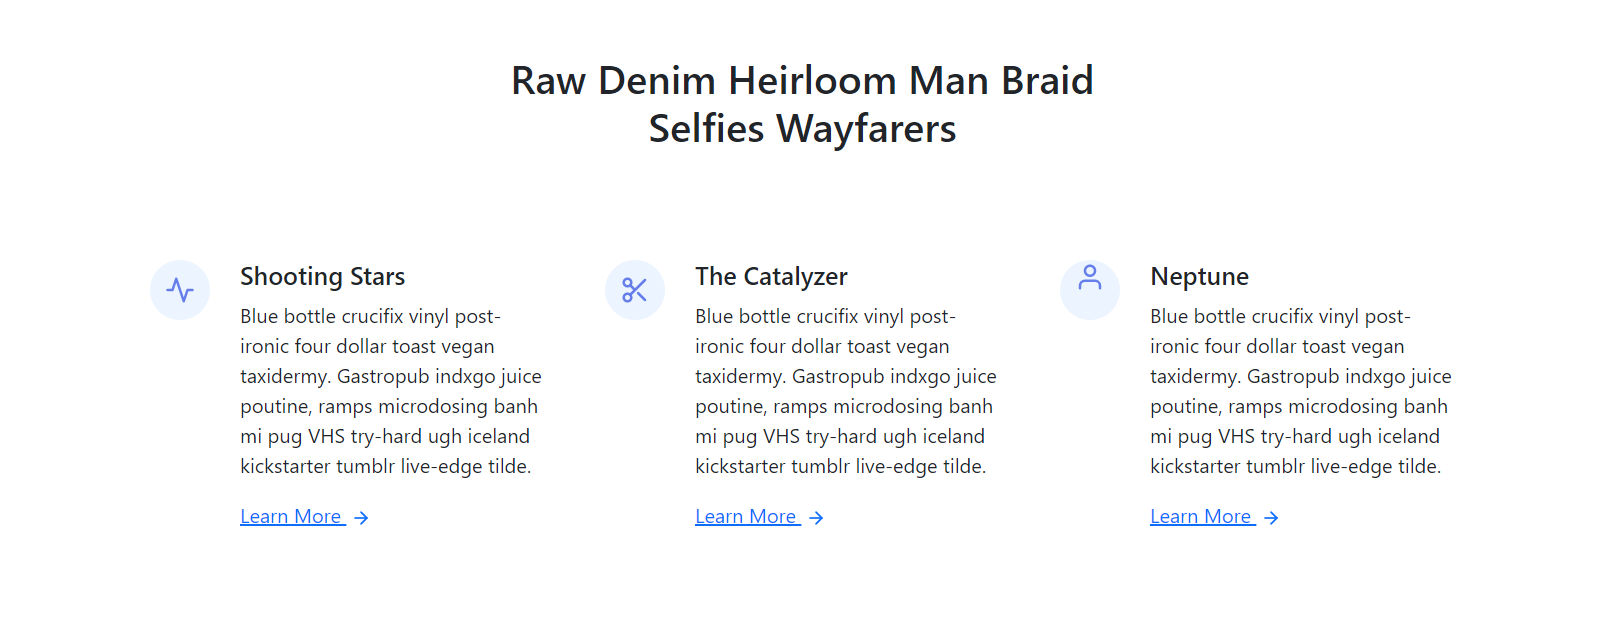 Raw Denim Heirloom Man Braid
Selfies Wayfarers
Shooting Stars
Blue bottle crucifix vinyl post-
ironic four dollar toast vegan
taxidermy. Gastropub indxgo juice
poutine, ramps microdosing banh
mi pug VHS try-hard ugh iceland
kickstarter tumblr live-edge tilde.
Learn More
The Catalyzer
Blue bottle crucifix vinyl post-
ironic four dollar toast vegan
taxidermy. Gastropub indxgo juice
poutine, ramps microdosing banh
mi pug VHS try-hard ugh iceland
kickstarter tumblr live-edge tilde.
Learn More
Neptune
Blue bottle crucifix vinyl post-
ironic four dollar toast vegan
taxidermy. Gastropub indxgo juice
poutine, ramps microdosing banh
mi pug VHS try-hard ugh iceland
kickstarter tumblr live-edge tilde.
Learn More